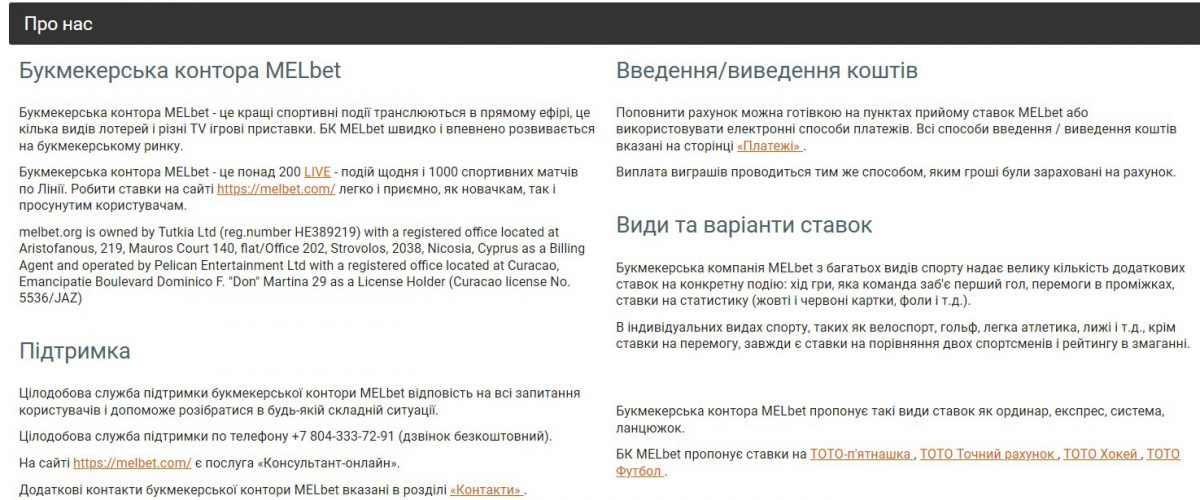 Про нас
Букмекерська контора MELbet
Букмекерська контора MELbet - це кращі спортивні події транслюються в прямому ефірі, це
кілька видів лотерей і різні TV ігрові приставки. БК MELbet швидко і впевнено розвивається
на букмекерському ринку.
Букмекерська контора MELbet - це понад 200 LIVE - подій щодня і 1000 спортивних матчів
по Лінії. Робити ставки на сайті https://melbet.com/ легко і приємно, як новачкам, так і
просунутим користувачам.
melbet.org is owned by Tutkia Ltd (reg.number HE389219) with a registered office located at
Aristofanous, 219, Mauros Court 140, flat/Office 202, Strovolos, 2038, Nicosia, Cyprus as a Billing
Agent and operated by Pelican Entertainment Ltd with a registered office located at Curacao,
Emancipatie Boulevard Dominico F. "Don" Martina 29 as a License Holder (Curacao license No.
5536/JAZ)
Підтримка
Цілодобова служба підтримки букмекерської контори MELbet відповість на всі запитання
користувачів і допоможе розібратися в будь-якій складній ситуації.
Цілодобова служба підтримки по телефону +7 804-333-72-91 (дзвінок безкоштовний).
На сайті https://melbet.com/ є послуга «Консультант-онлайн».
Додаткові контакти букмекерської контори MELbet вказані в розділі «Контакти» .
Введення/виведення коштів
Поповнити рахунок можна готівкою на пунктах прийому ставок MELbet або
використовувати електронні способи платежів. Всі способи введення / виведення коштів
вказані на сторінці «Платежі» .
Виплата виграшів проводиться тим же способом, яким гроші були зараховані на рахунок.
Види та варіанти ставок
Букмекерська компанія MELbet з багатьох видів спорту надає велику кількість додаткових
ставок на конкретну подію: хід гри, яка команда заб'є перший гол, перемоги в проміжках,
ставки на статистику (жовті і червоні картки, фоли і т.д.).
В індивідуальних видах спорту, таких як велоспорт, гольф, легка атлетика, лижі і т.д., крім
ставки на перемогу, завжди є ставки на порівняння двох спортсменів і рейтингу в змаганні.
Букмекерська контора MELbet пропонує такі види ставок як ординар, експрес, система,
ланцюжок.
БК MELbet пропонує ставки на ТОТО-п'ятнашка , ТОТО Точний рахунок , ТОТО Хокей , ТОТО
Футбол .